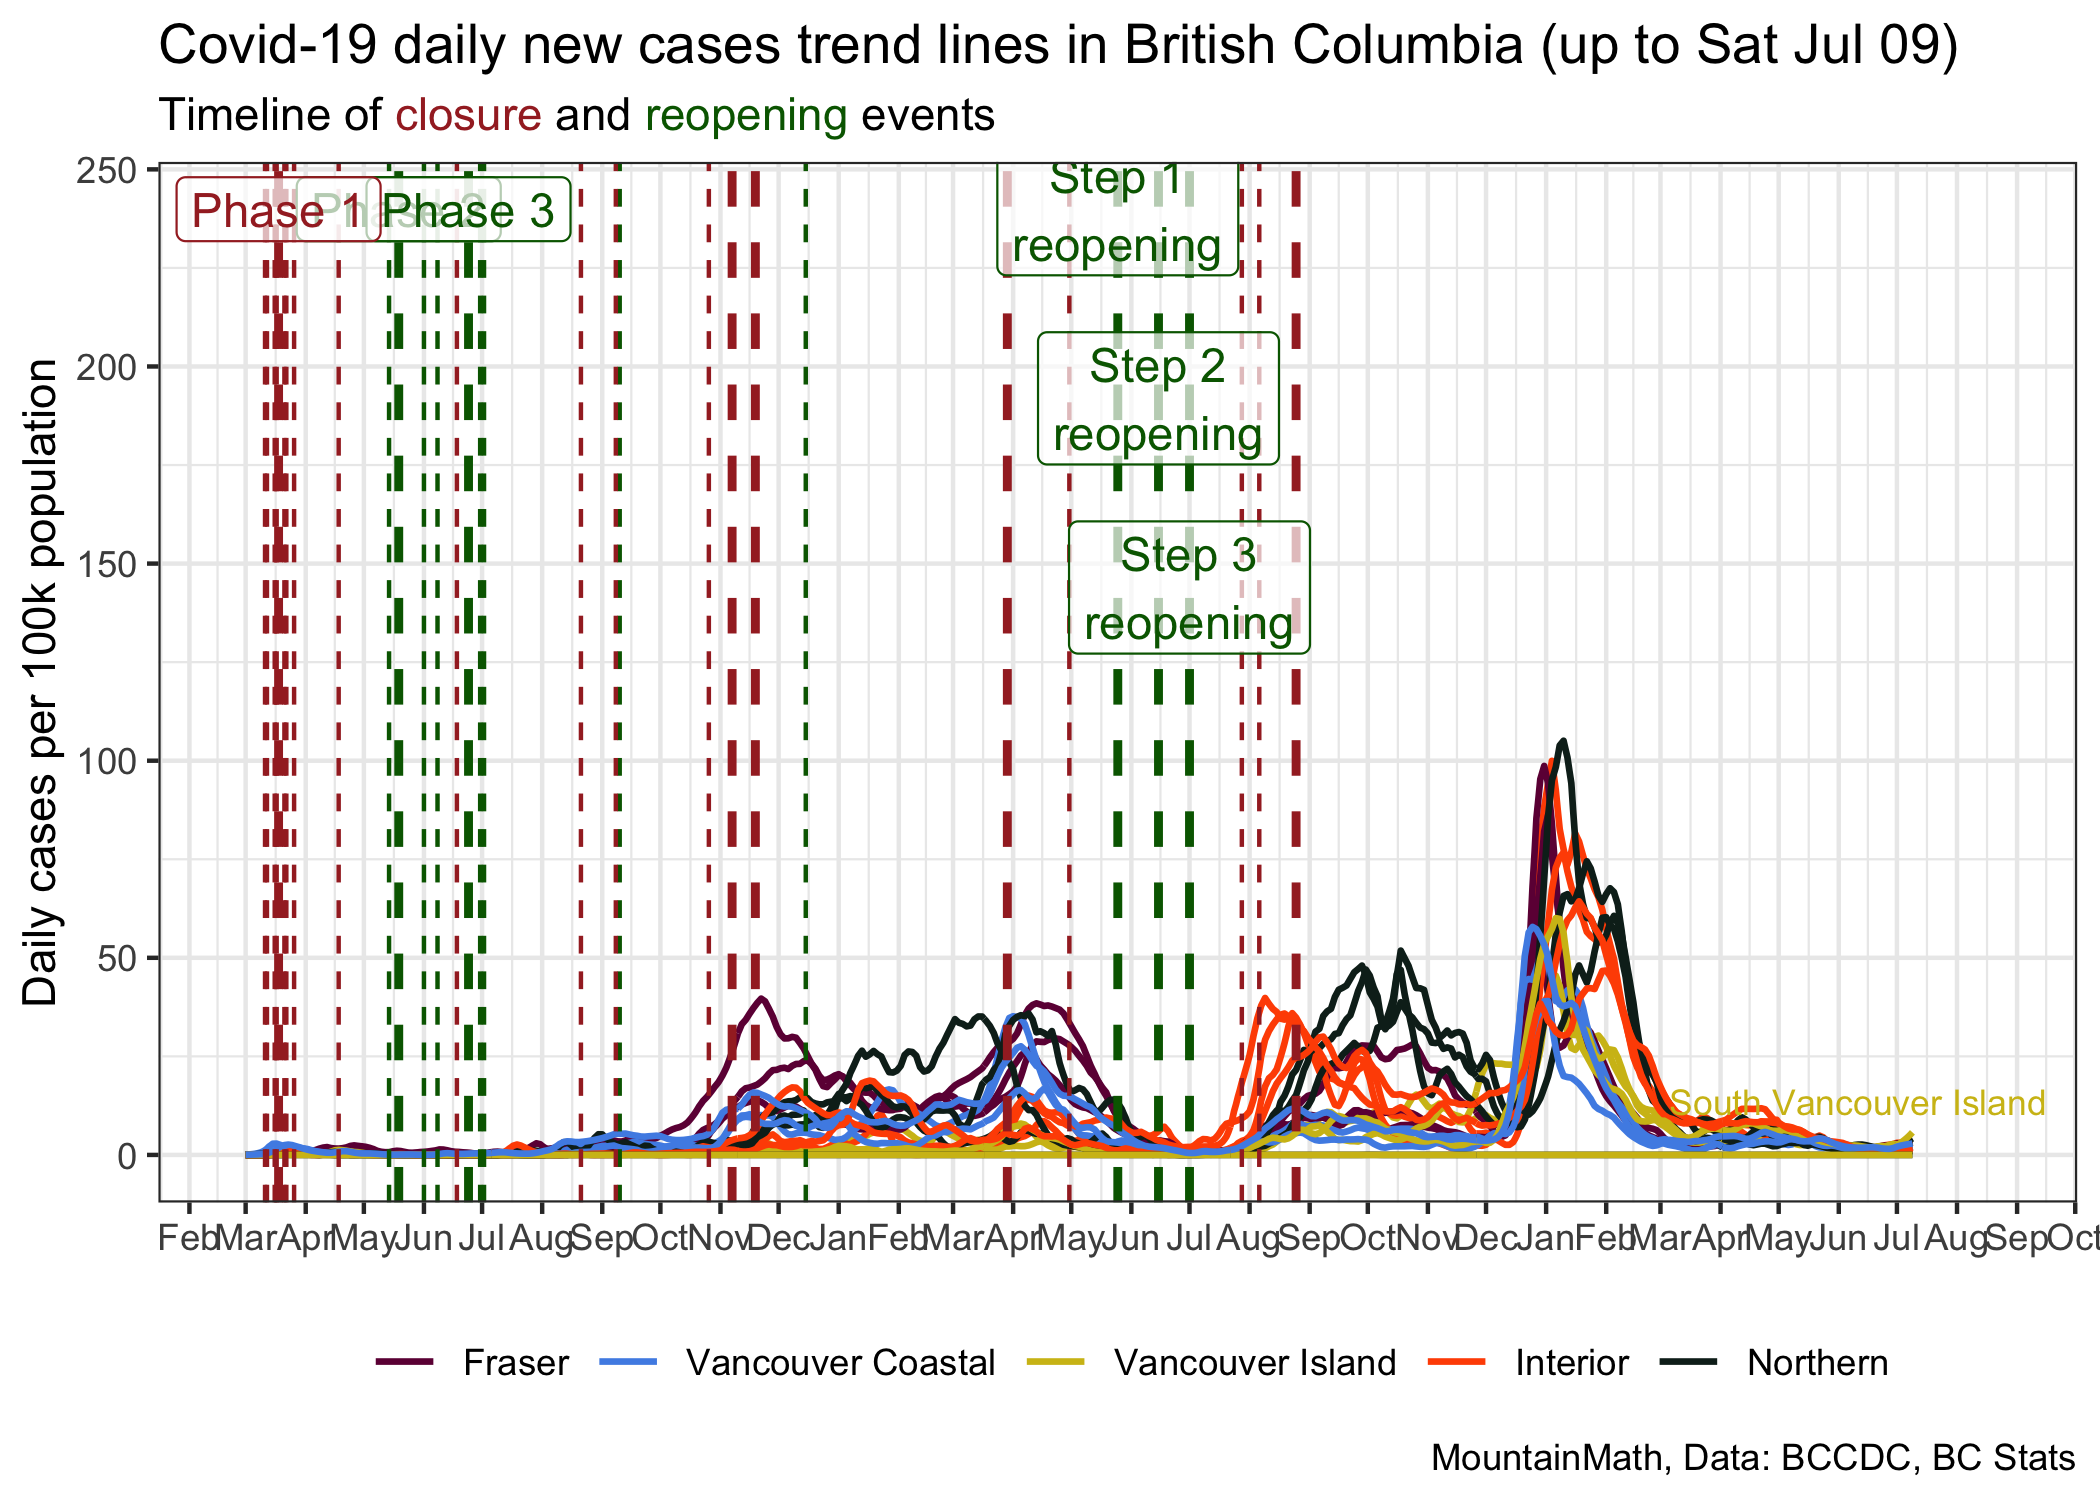 Covid-19 daily new cases trend lines in British Columbia (up to Sat Jul 09)
Timeline of closure and reopening events
Daily cases per 100k population
250
200
150
100
50
0
Phase 1
Phase 2
Phase 3
Step 1
reopening
Step 2
reopening
Step 3
reopening
South Vancouver Island
Feb Mar Apr May Jun Jul Aug Sep Oct Nov Dec Jan Feb Mar Apr May Jun Jul Aug Sep Oct Nov Dec Jan Feb Mar Apr May Jun Jul Aug Sep Oct
Fraser Vancouver Coastal Vancouver Island Interior Northern
MountainMath, Data: BCCDC, BC Stats